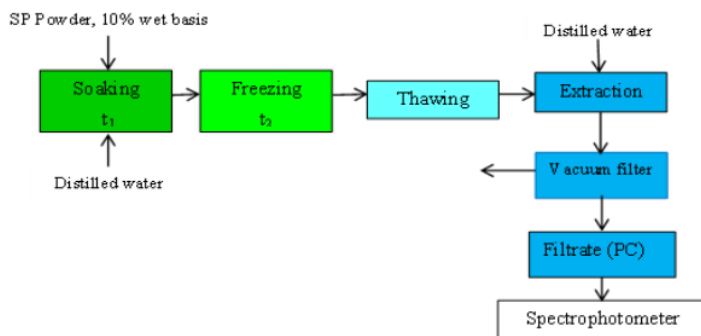 SP Powder, 10% wet basis
Distilled water
Soaking
t₁
Freezing
t₂
Thawing
Extraction
Distilled water
Vacuum filter
Filtrate (PC)
Spectrophotometer